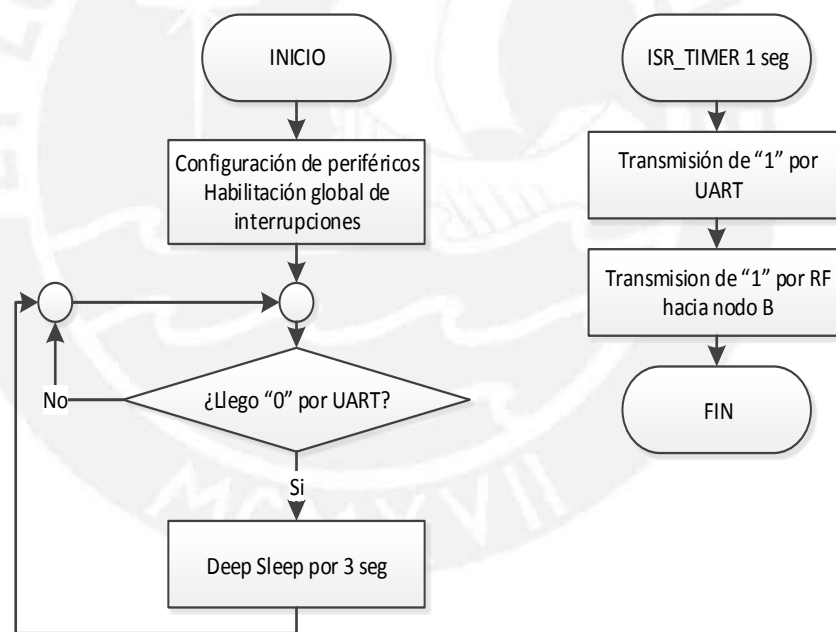 INICIO
Configuración de periféricos
Habilitación global de
interrupciones
No
¿Llego “0” por UART?
Si
Deep Sleep por 3 seg
ISR_TIMER 1 seg
Transmisión de “1” por
UART
Transmision de “1” por RF
hacia nodo B
FIN
MCMXVII